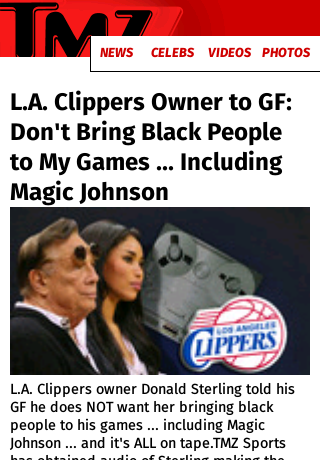 TMZ
NEWS CELEBS VIDEOS PHOTOS
L.A. Clippers Owner to GF:
Don't Bring Black People
to My Games ... Including
Magic Johnson
LOS ANGELES
CLIPPERS
L.A. Clippers owner Donald Sterling told his
GF he does NOT want her bringing black
people to his games ... including Magic
Johnson ... and it's ALL on tape.TMZ Sports
has obtained audio of Sterling making the